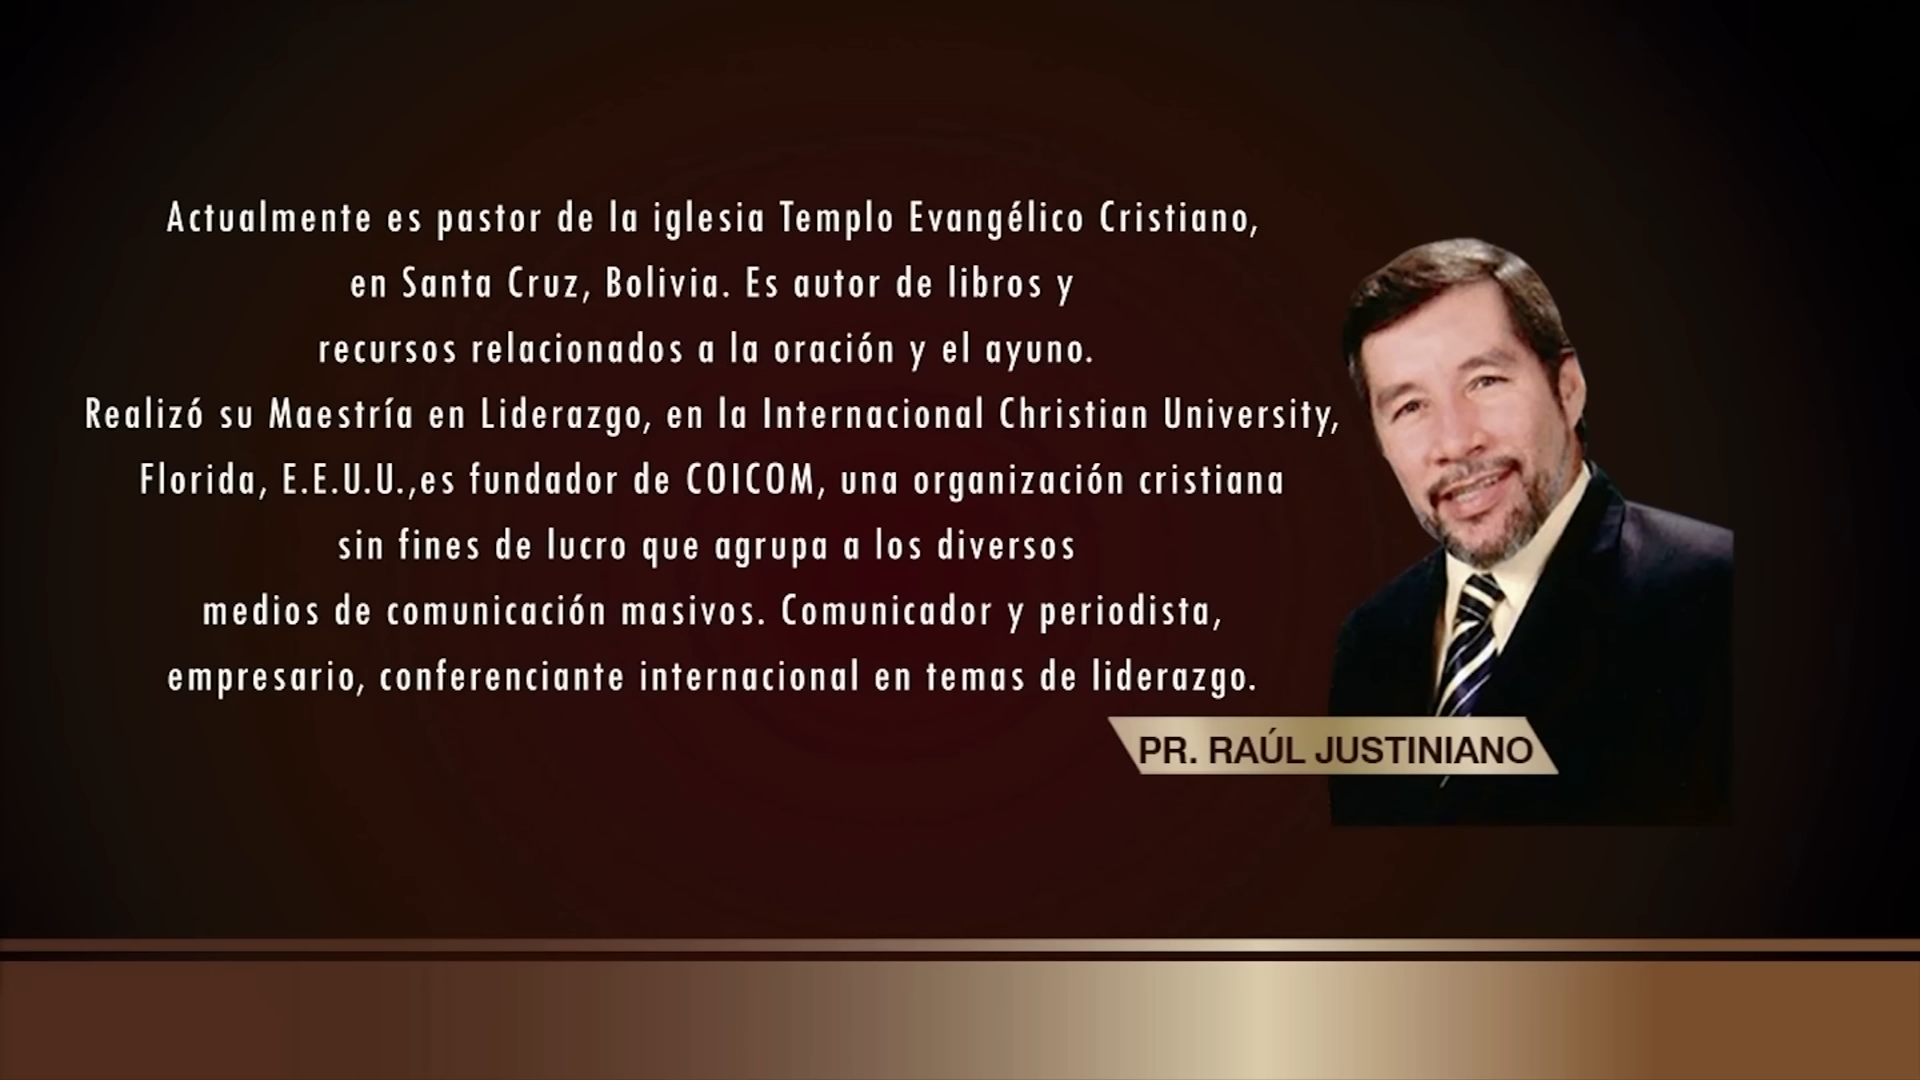 Actualmente es pastor de la iglesia Templo Evangélico Cristiano,
en Santa Cruz, Bolivia. Es autor de libros y
recursos relacionados a la oración y el ayuno.
Realizó su Maestría en Liderazgo, en la Internacional Christian University,
Florida, E.E.U.U.,es fundador de COICOM, una organización cristiana
sin fines de lucro que agrupa a los diversos
medios de comunicación masivos. Comunicador y periodista,
empresario, conferenciante internacional en temas de liderazgo.
PR. RAÚL JUSTINIANO